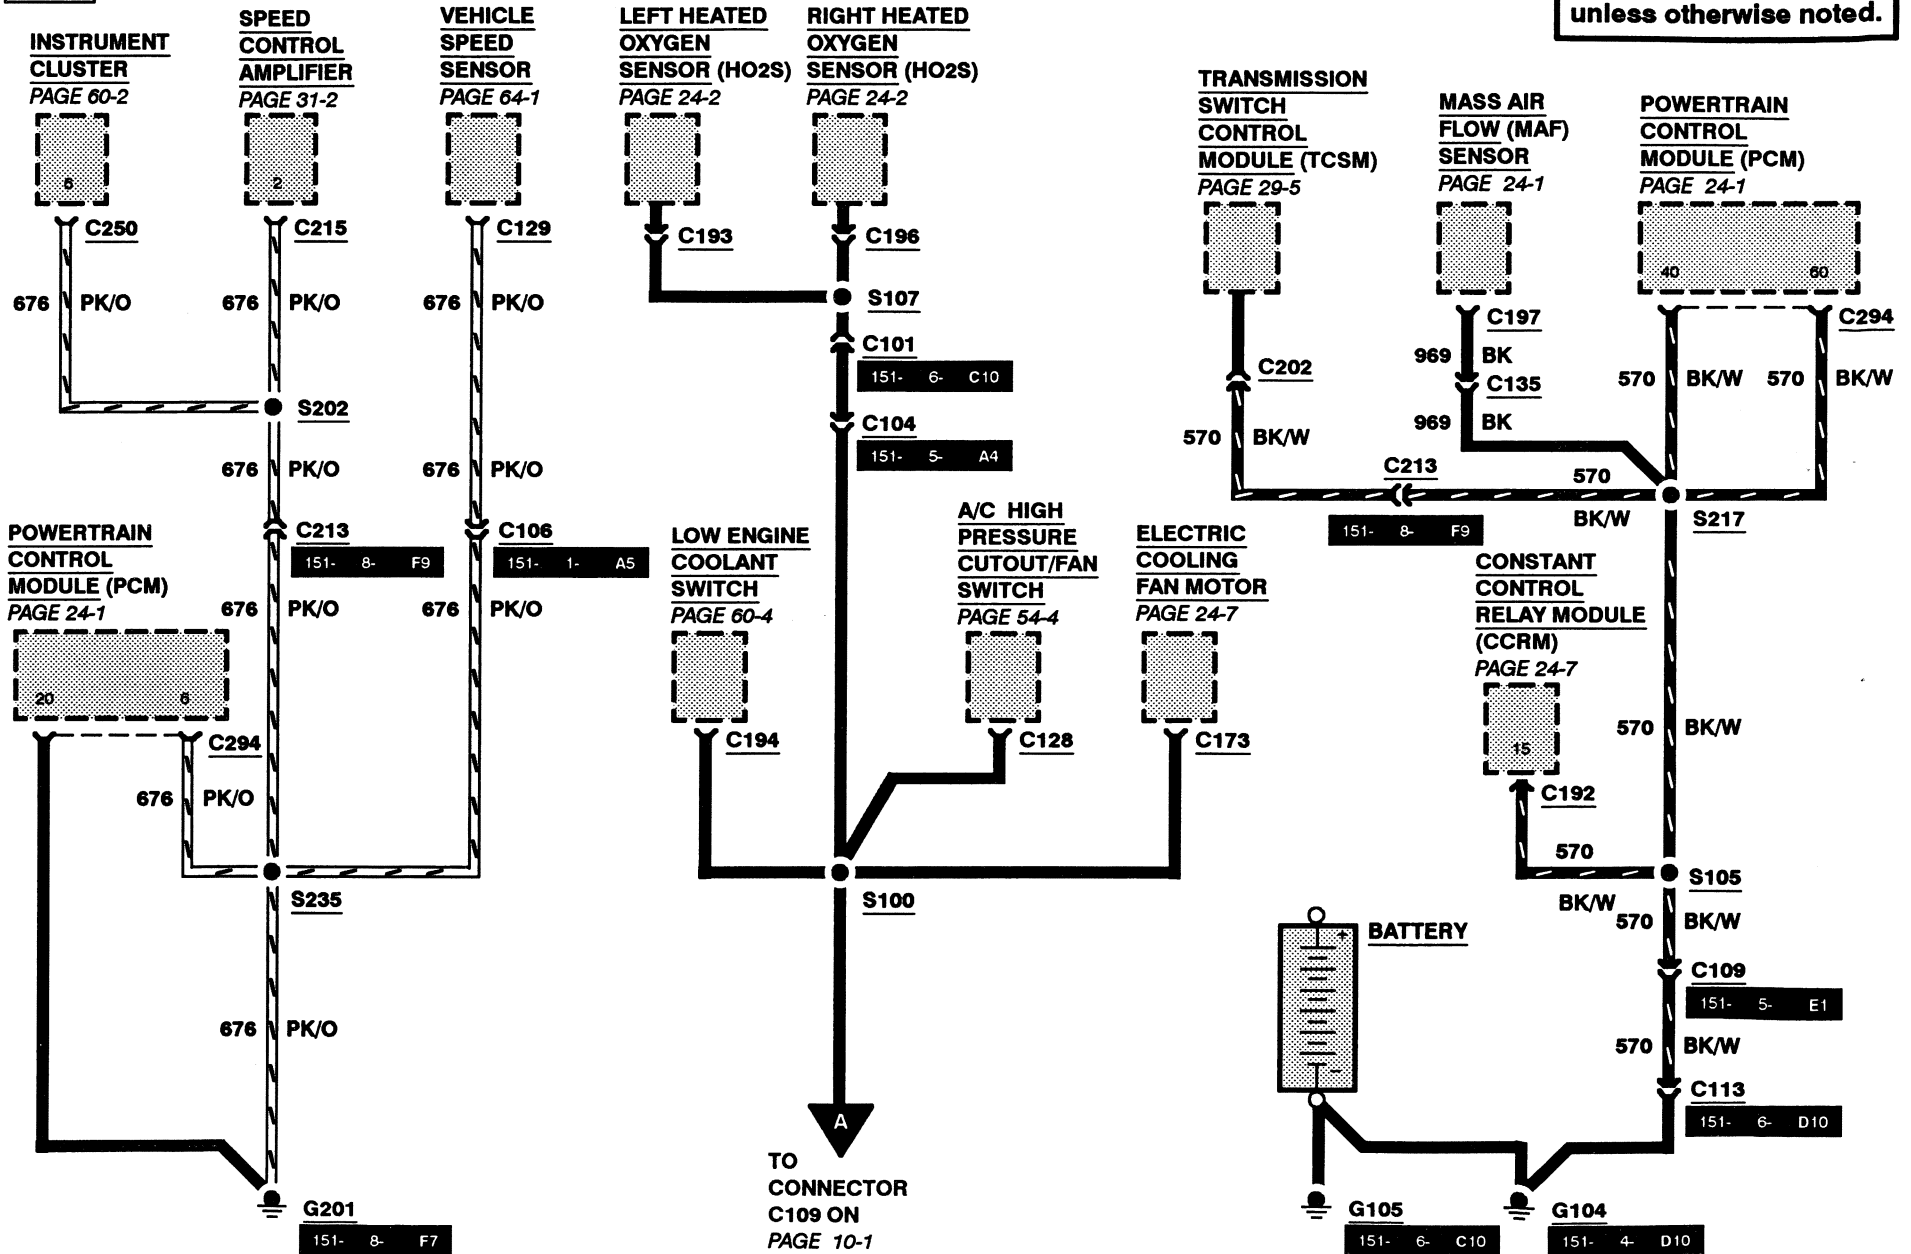 unless otherwise noted.
INSTRUMENT
CLUSTER
PAGE 60-2
6
C250
676 PK/O
SPEED
CONTROL
AMPLIFIER
PAGE 31-2
2
C215
676 PK/O
S202
676 PK/O
C213
151- 8- F9
676 PK/O
VEHICLE
SPEED
SENSOR
PAGE 64-1
C129
676 PK/O
676 PK/O
C106
151- 1- A5
676 PK/O
POWERTRAIN
CONTROL
MODULE (PCM)
PAGE 24-1
20 6
C294
676 PK/O
S235
676 PK/O
G201
151- 8- F7
LEFT HEATED
OXYGEN
SENSOR (HO2S)
PAGE 24-2
C193
RIGHT HEATED
OXYGEN
SENSOR (HO2S)
PAGE 24-2
C196
S107
C101
151- 6- C10
C104
151- 5- A4
LOW ENGINE
COOLANT
SWITCH
PAGE 60-4
C194
A/C HIGH
PRESSURE
CUTOUT/FAN
SWITCH
PAGE 54-4
C128
ELECTRIC
COOLING
FAN MOTOR
PAGE 24-7
C173
S100
A
TO
CONNECTOR
C109 ON
PAGE 10-1
TRANSMISSION
SWITCH
CONTROL
MODULE (TCSM)
PAGE 29-5
C202
570 BK/W
C213
151- 8- F9
MASS AIR
FLOW (MAF)
SENSOR
PAGE 24-1
C197
969 BK
C135
969 BK
570
BK/W
POWERTRAIN
CONTROL
MODULE (PCM)
PAGE 24-1
40 60
C294
570 BK/W 570 BK/W
S217
CONSTANT
CONTROL
RELAY MODULE
(CCRM)
PAGE 24-7
15
C192
570 BK/W
570
BK/W
S105
570 BK/W
C109
151- 5- E1
570 BK/W
C113
151- 6- D10
BATTERY
+
-
G105
151- 6- C10
G104
151- 4- D10